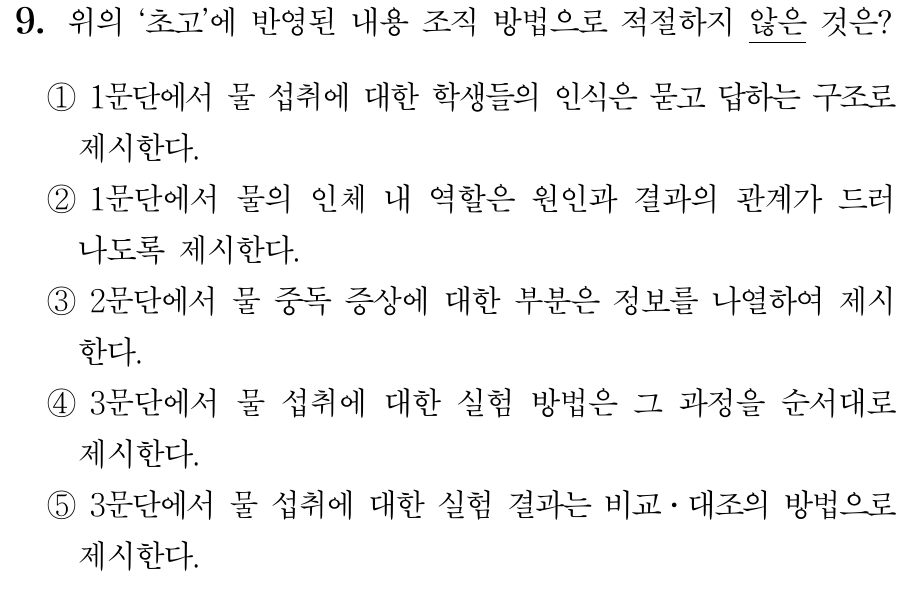 9. 위의 ‘초고’에 반영된 내용 조직 방법으로 적절하지 않은 것은?
① 1문단에서 물 섭취에 대한 학생들의 인식은 묻고 답하는 구조로
제시한다.
② 1문단에서 물의 인체 내 역할은 원인과 결과의 관계가 드러
나도록 제시한다.
③ 2문단에서 물 중독 증상에 대한 부분은 정보를 나열하여 제시
한다.
④ 3문단에서 물 섭취에 대한 실험 방법은 그 과정을 순서대로
제시한다.
⑤ 3문단에서 물 섭취에 대한 실험 결과는 비교･대조의 방법으로
제시한다.